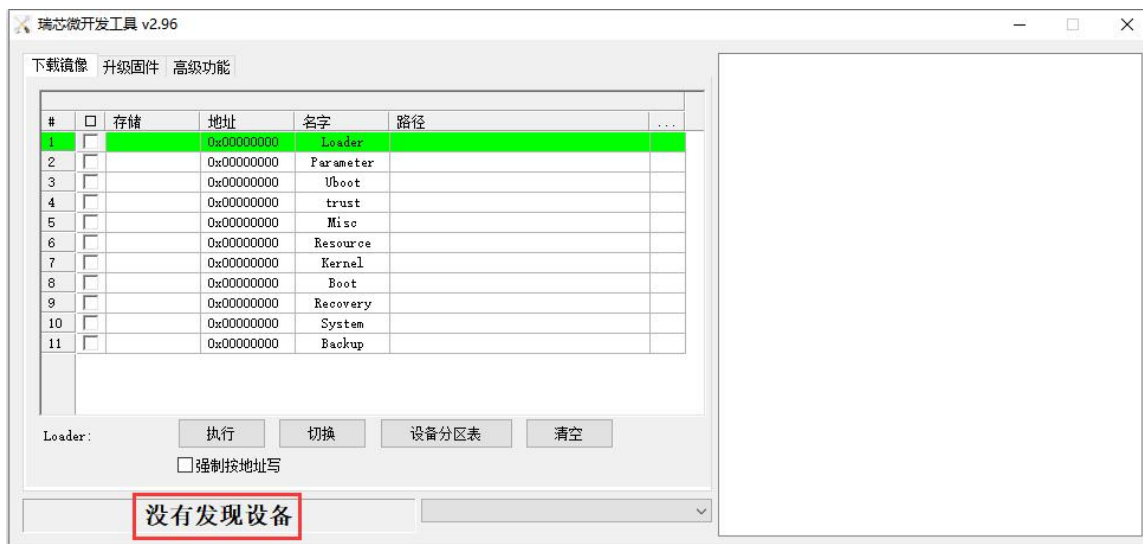 瑞芯微开发工具 v2.96
下载镜像 升级固件 高级功能
# 口 存储 地址 名字 路径 ...
1 0x00000000 Loader
2 0x00000000 Parameter
3 0x00000000 Uboot
4 0x00000000 trust
5 0x00000000 Misc
6 0x00000000 Resource
7 0x00000000 Kernel
8 0x00000000 Boot
9 0x00000000 Recovery
10 0x00000000 System
11 0x00000000 Backup
Loader: 执行 切换 设备分区表 清空
强制按地址写
没有发现设备